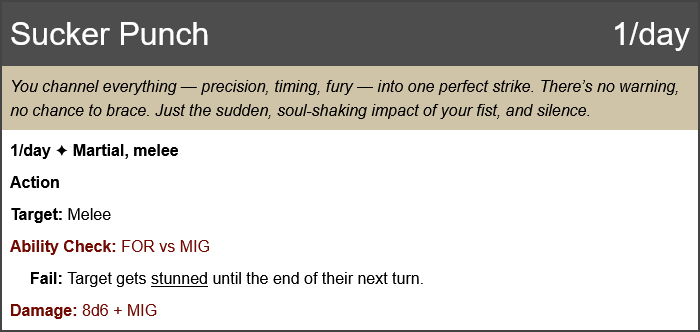 Sucker Punch 1/day
You channel everything — precision, timing, fury — into one perfect strike. There’s no warning,
no chance to brace. Just the sudden, soul-shaking impact of your fist, and silence.
1/day ✦ Martial, melee
Action
Target: Melee
Ability Check: FOR vs MIG
Fail: Target gets stunned until the end of their next turn.
Damage: 8d6 + MIG